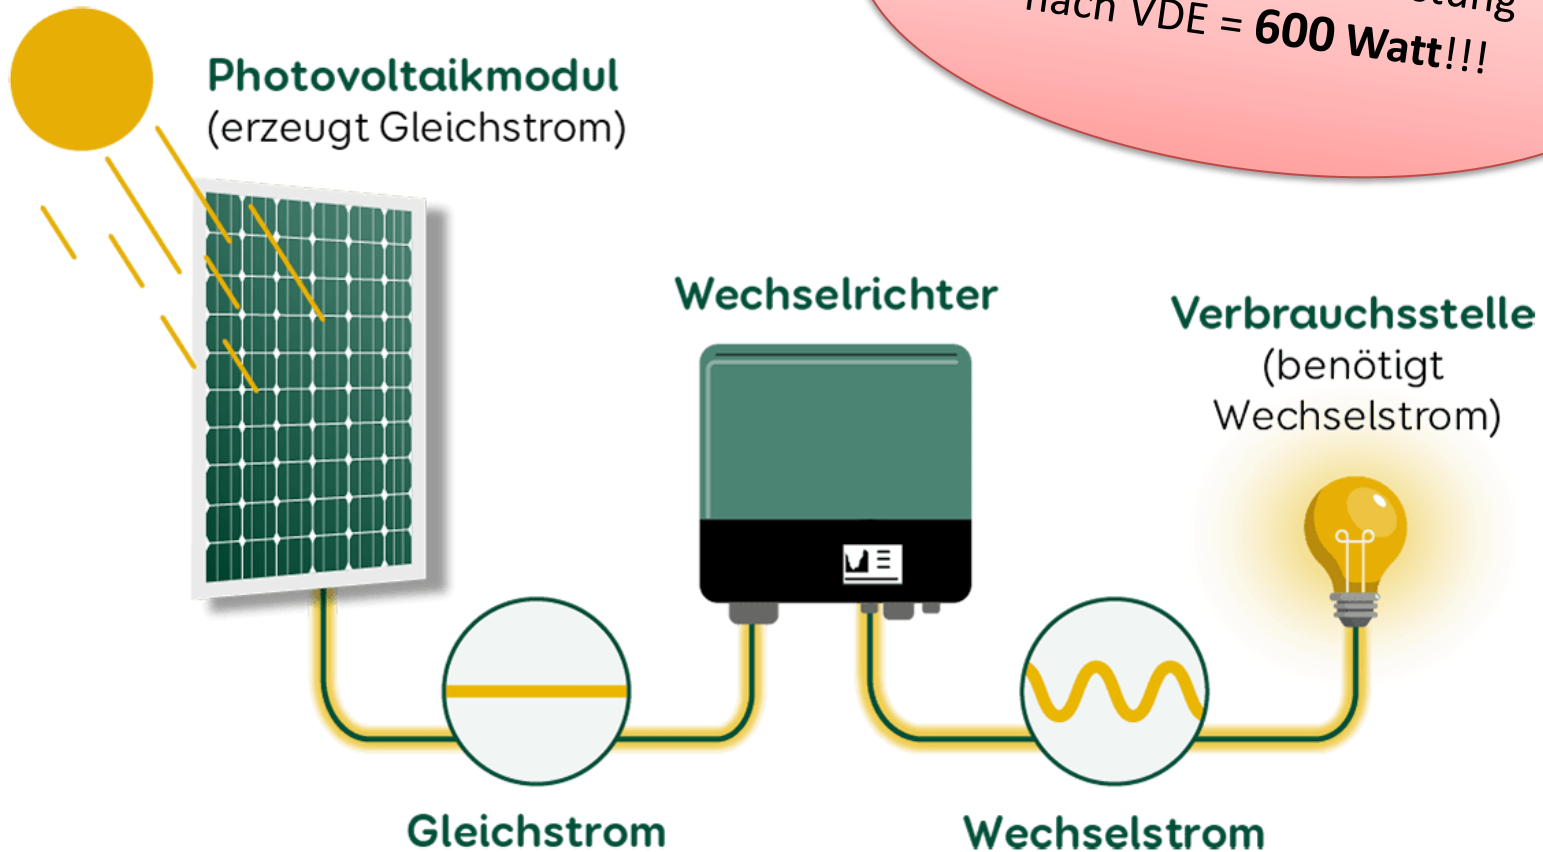 nach VDE = 600 Watt!!!
Photovoltaikmodul
(erzeugt Gleichstrom)
Wechselrichter
Verbrauchsstelle
(benötigt
Wechselstrom)
Gleichstrom
Wechselstrom